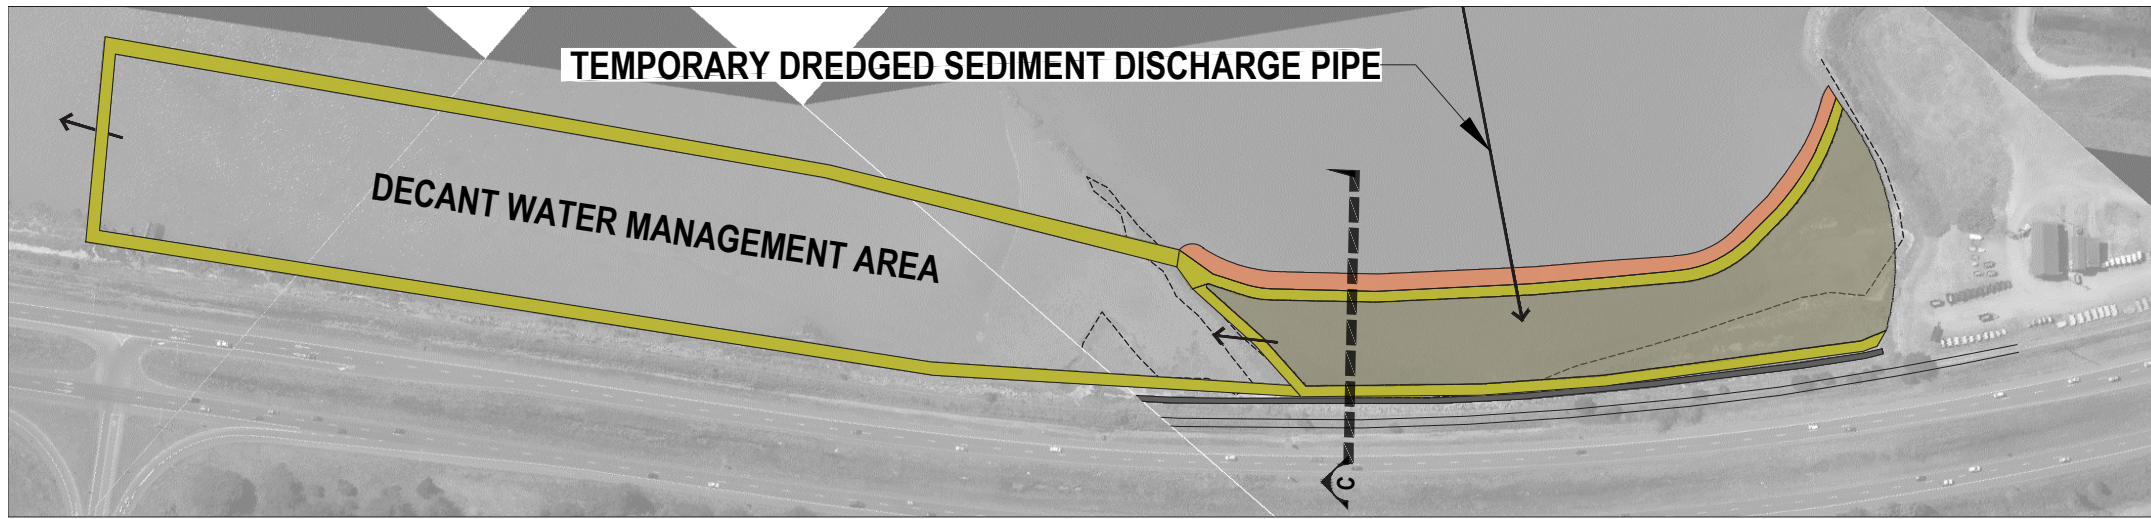 TEMPORARY DREDGED SEDIMENT DISCHARGE PIPE
DECANT WATER MANAGEMENT AREA
C